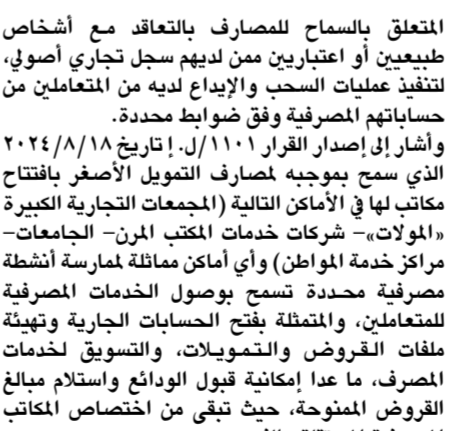 المتعلق بالسماح للمصارف بالتعاقد مـع أشخاص
طبيعيين أو اعتباريين ممن لديهم سجل تجاري أصولي،
لتنفيذ عمليات السحب والإيداع لديه من المتعاملين من
حساباتهم المصرفية وفق ضوابط محددة.
وأشار إلى إصدار القرار ١١٠١/ل. إ تاريخ ٢٠٢٤/٨/١٨
الذي سمح بموجبه لمصارف التمويل الأصغر بافتتاح
مكاتب لها في الأماكن التالية (المجمعات التجارية الكبيرة
«المولات»– شركات خدمات المكتب المرن– الجامعات–
مراكز خدمة المواطن) وأي أماكن مماثلة لممارسة أنشطة
مصرفية محـددة تسمح بوصول الخدمات المصرفية
للمتعاملين، والمتمثلة بفتح الحسابات الجارية وتهيئة
ملفات الـقـروض والـتـمـويـلات، والتسويق لخدمات
المصرف، ما عدا إمكانية قبول الودائع واستلام مبالغ
القروض الممنوحة، حيث تبقى من اختصاص المكاتب